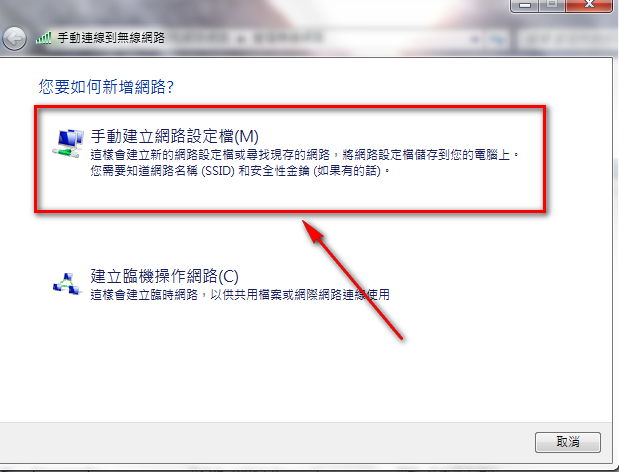 手動連線到無線網路
您要如何新增網路?
手動建立網路設定檔(M)
這樣會建立新的網路設定檔或尋找現存的網路，將網路設定檔儲存到您的電腦上。
您需要知道網路名稱 (SSID) 和安全性金鑰 (如果有的話)。
建立臨機操作網路(C)
這樣會建立臨時網路，以供共用檔案或網際網路連線使用
取消